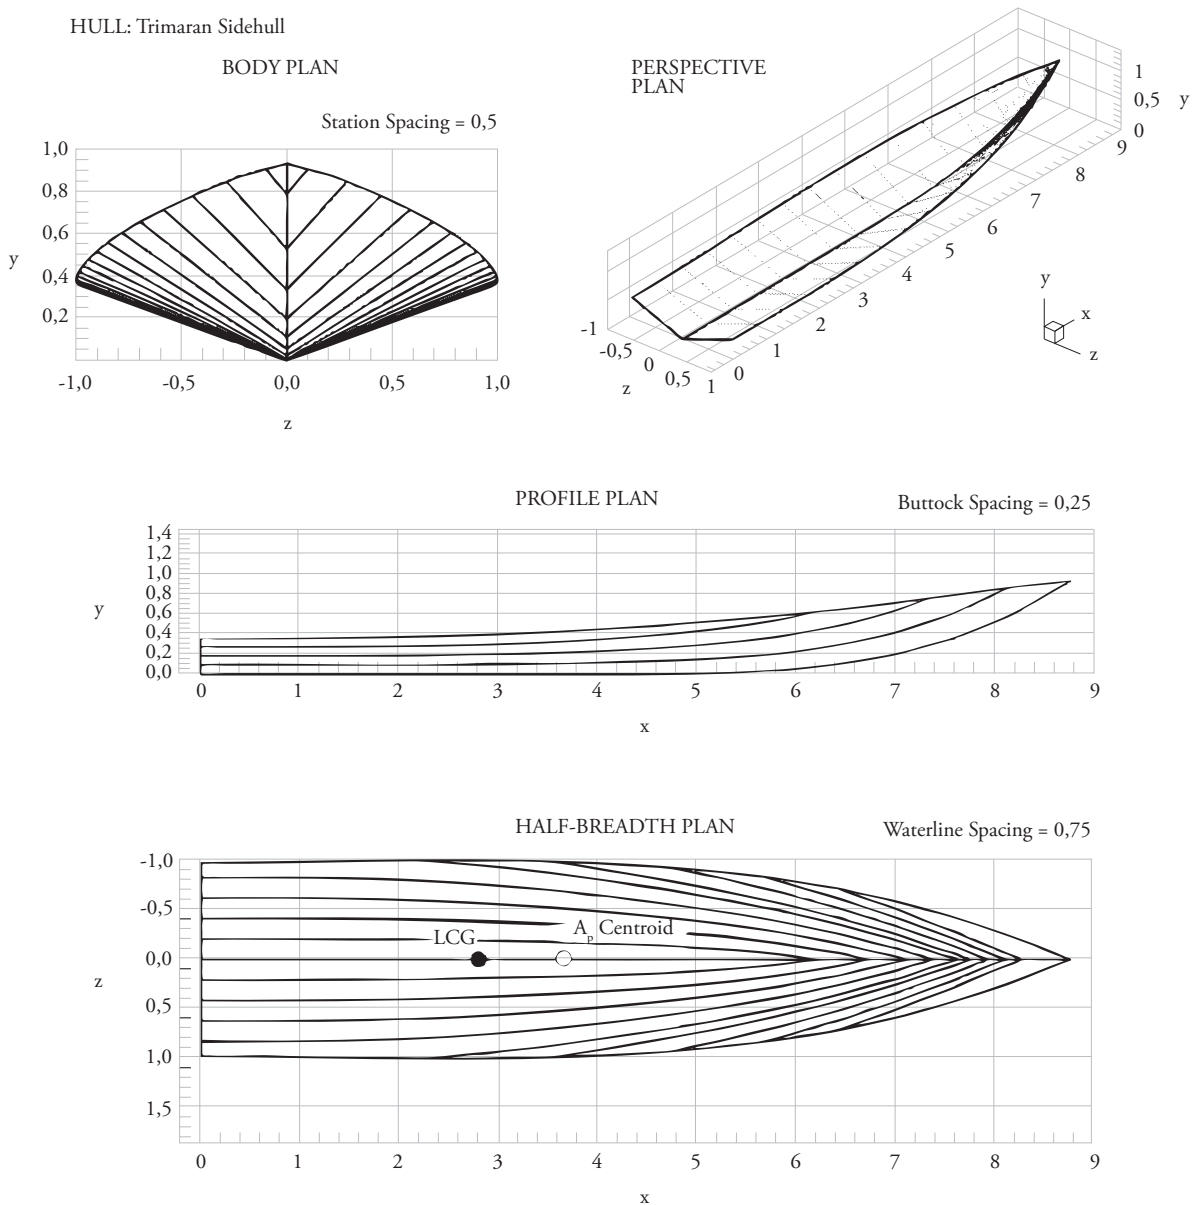 HULL: Trimaran Sidehull
BODY PLAN
Station Spacing = 0,5
1,0
0,8
0,6
y
0,4
0,2
-1,0 -0,5 0,0 0,5 1,0
z
PERSPECTIVE
PLAN
1
0,5 y
0
9
8
7
6
5
4
3
2
1
0
-1
-0,5
0
0,5
1
z
y
x
z
PROFILE PLAN
Buttock Spacing = 0,25
1,4
1,2
1,0
0,8
y
0,6
0,4
0,2
0,0
0 1 2 3 4 5 6 7 8 9
x
HALF-BREADTH PLAN
Waterline Spacing = 0,75
-1,0
-0,5
LCG
Ap Centroid
0,0
z
0,5
1,0
1,5
0 1 2 3 4 5 6 7 8 9
x